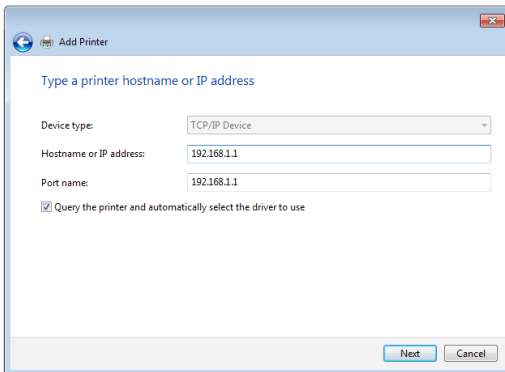 Add Printer
Type a printer hostname or IP address
Device type: TCP/IP Device
Hostname or IP address: 192.168.1.1
Port name: 192.168.1.1
Query the printer and automatically select the driver to use
Next Cancel